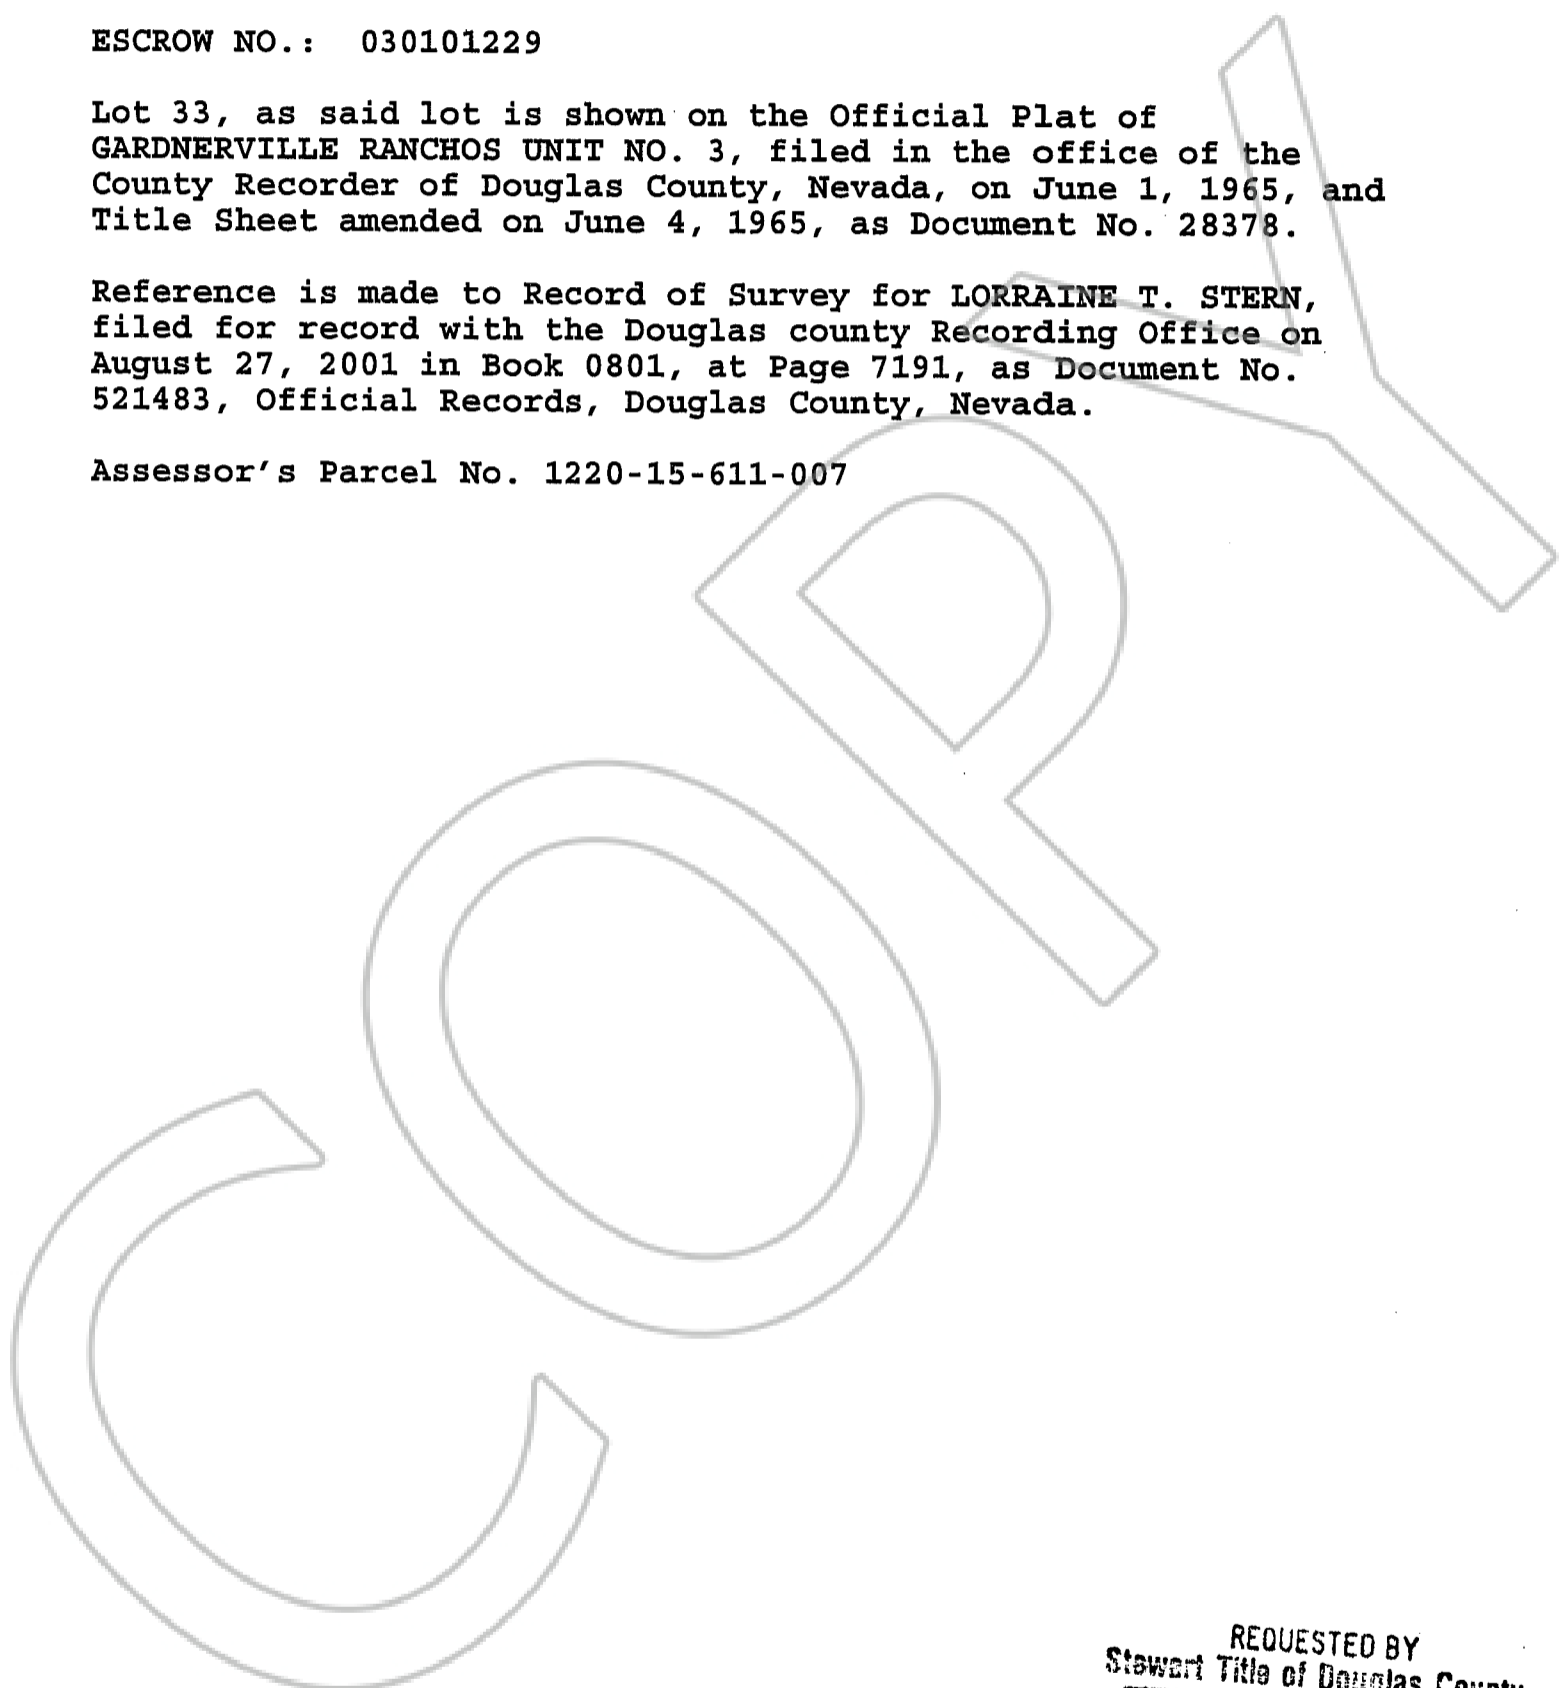 ESCROW NO.: 030101229
Lot 33, as said lot is shown on the Official Plat of
GARDNERVILLE RANCHOS UNIT NO. 3, filed in the office of the
County Recorder of Douglas County, Nevada, on June 1, 1965, and
Title Sheet amended on June 4, 1965, as Document No. 28378.
Reference is made to Record of Survey for LORRAINE T. STERN,
filed for record with the Douglas county Recording Office on
August 27, 2001 in Book 0801, at Page 7191, as Document No.
521483, Official Records, Douglas County, Nevada.
Assessor's Parcel No. 1220-15-611-007
COPY
REQUESTED BY
Stewart Title of Douglas County